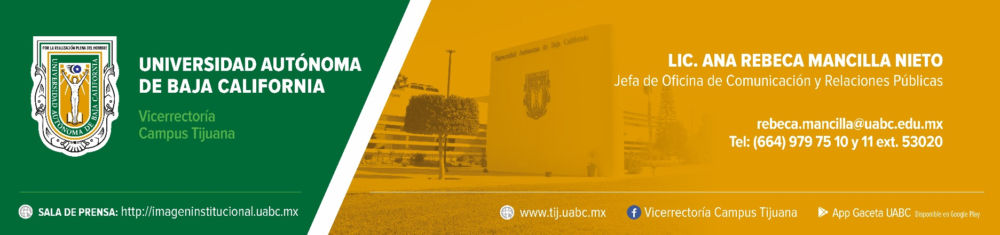 POR LA REALIZACIÓN PLENA DEL HOMBRE
UNIVERSIDAD AUTÓNOMA DE BAJA CALIFORNIA
UNIVERSIDAD AUTÓNOMA
DE BAJA CALIFORNIA
Vicerrectoría
Campus Tijuana
SALA DE PRENSA: http://imageninstitucional.uabc.mx
Universidad Autónoma de Baja California
LIC. ANA REBECA MANCILLA NIETO
Jefa de Oficina de Comunicación y Relaciones Públicas
rebeca.mancilla@uabc.edu.mx
Tel: (664) 979 75 10 y 11 ext. 53020
www.tij.uabc.mx
f Vicerrectoría Campus Tijuana
App Gaceta UABC Disponible en Google Play